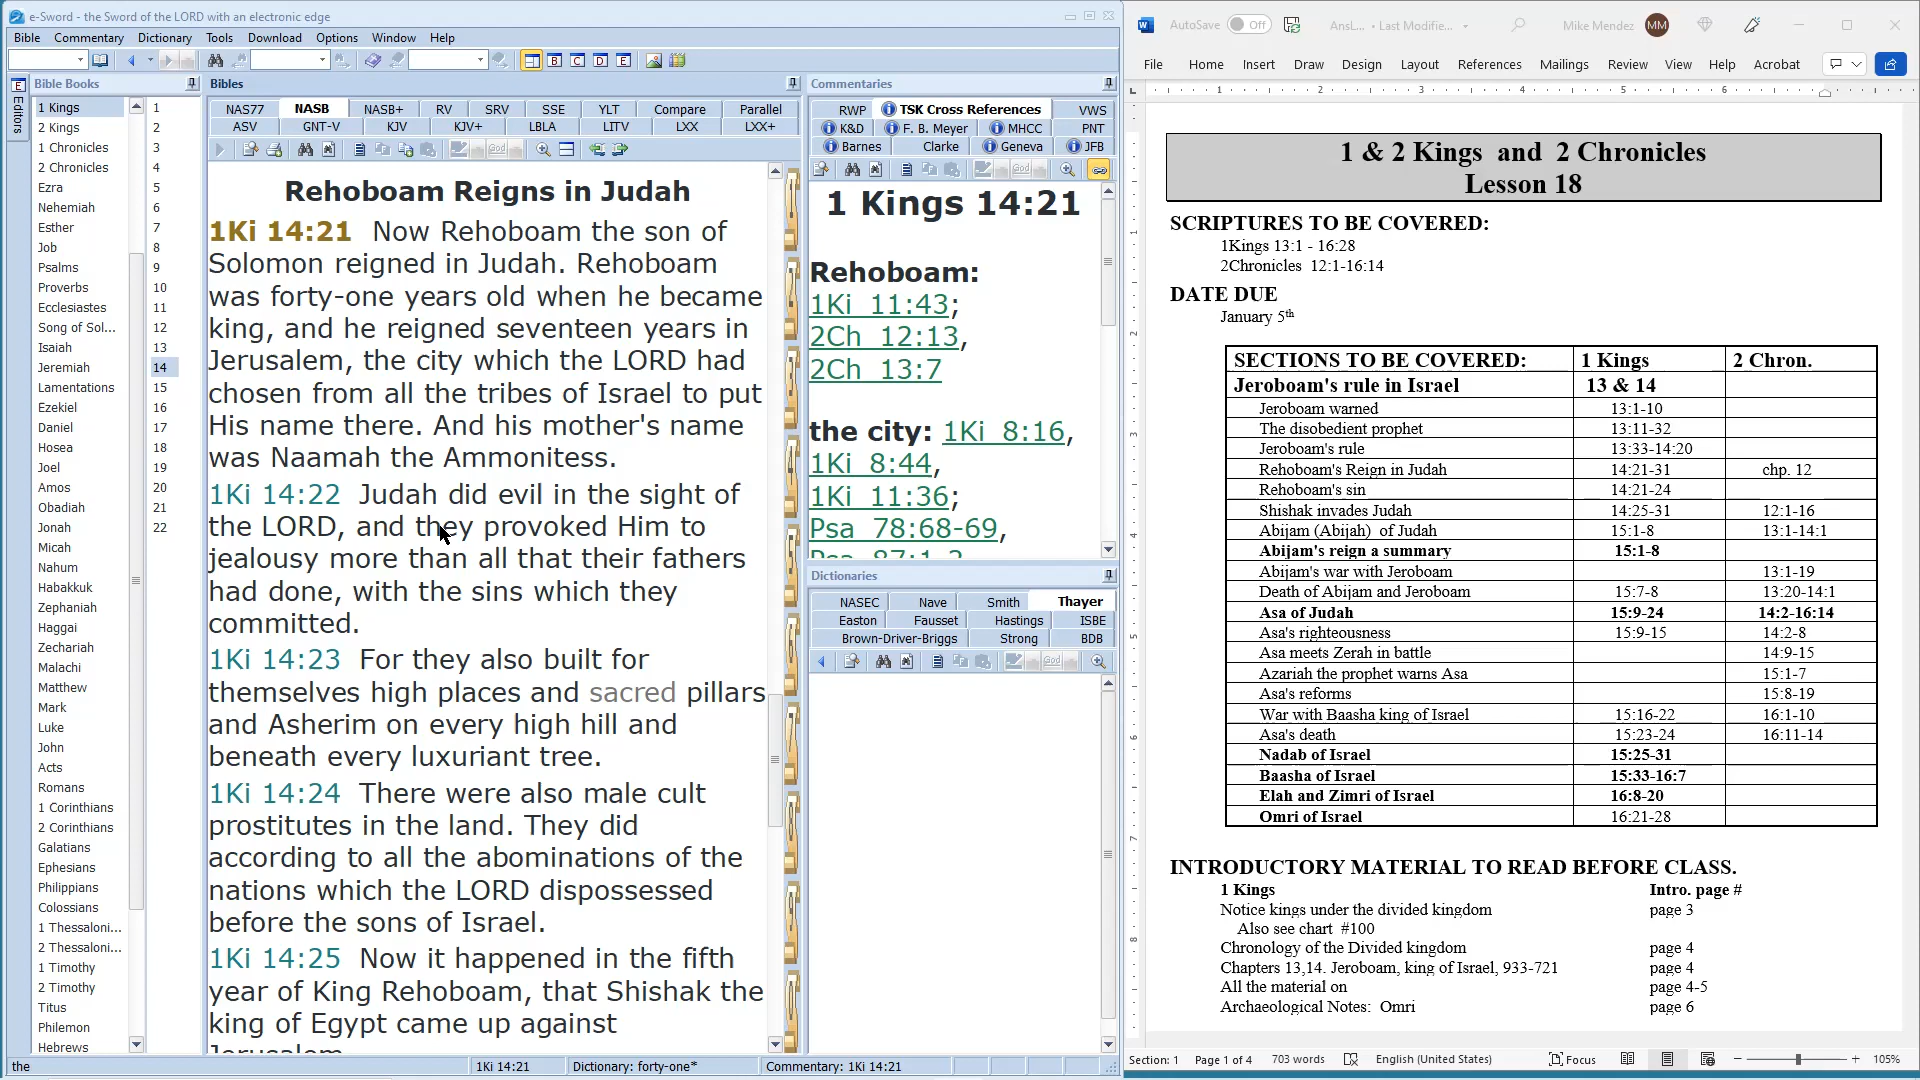 e-Sword - the Sword of the LORD with an electronic edge
Bible Commentary Dictionary Tools Download Options Window Help
B C D E
Editors
Bible Books
1 Kings
2 Kings
1 Chronicles
2 Chronicles
Ezra
Nehemiah
Esther
Job
Psalms
Proverbs
Ecclesiastes
Song of Sol...
Isaiah
Jeremiah
Lamentations
Ezekiel
Daniel
Hosea
Joel
Amos
Obadiah
Jonah
Micah
Nahum
Habakkuk
Zephaniah
Haggai
Zechariah
Malachi
Matthew
Mark
Luke
John
Acts
Romans
1 Corinthians
2 Corinthians
Galatians
Ephesians
Philippians
Colossians
1 Thessaloni...
2 Thessaloni...
1 Timothy
2 Timothy
Titus
Philemon
Hebrews
1
2
3
4
5
6
7
8
9
10
11
12
13
14
15
16
17
18
19
20
21
22
Bibles
NAS77 NASB NASB+ RV SRV SSE YLT Compare Parallel
ASV GNT-V KJV KJV+ LBLA LITV LXX LXX+
God
Rehoboam Reigns in Judah
1Ki 14:21 Now Rehoboam the son of
Solomon reigned in Judah. Rehoboam
was forty-one years old when he became
king, and he reigned seventeen years in
Jerusalem, the city which the LORD had
chosen from all the tribes of Israel to put
His name there. And his mother's name
was Naamah the Ammonitess.
1Ki 14:22 Judah did evil in the sight of
the LORD, and they provoked Him to
jealousy more than all that their fathers
had done, with the sins which they
committed.
1Ki 14:23 For they also built for
themselves high places and sacred pillars
and Asherim on every high hill and
beneath every luxuriant tree.
1Ki 14:24 There were also male cult
prostitutes in the land. They did
according to all the abominations of the
nations which the LORD dispossessed
before the sons of Israel.
1Ki 14:25 Now it happened in the fifth
year of King Rehoboam, that Shishak the
king of Egypt came up against
Jerusalem
Commentaries
RWP TSK Cross References VWS
K&D F. B. Meyer MHCC PNT
Barnes Clarke Geneva JFB
God
1 Kings 14:21
Rehoboam:
1Ki 11:43;
2Ch 12:13,
2Ch 13:7
the city: 1Ki 8:16,
1Ki 8:44,
1Ki 11:36;
Psa 78:68-69,
Psa 87:1-2
Dictionaries
NASEC Nave Smith Thayer
Easton Fausset Hastings ISBE
Brown-Driver-Briggs Strong BDB
God
the 1Ki 14:21 Dictionary: forty-one* Commentary: 1Ki 14:21
AutoSave Off AnsL... • Last Modifie... Mike Mendez MM
File Home Insert Draw Design Layout References Mailings Review View Help Acrobat
1 2 3 4 5 6
1
2
3
4
5
6
7
8
1 & 2 Kings and 2 Chronicles
Lesson 18
SCRIPTURES TO BE COVERED:
1Kings 13:1 - 16:28
2Chronicles 12:1-16:14
DATE DUE
January 5th
SECTIONS TO BE COVERED: 1 Kings 2 Chron.
Jeroboam's rule in Israel 13 & 14
Jeroboam warned 13:1-10
The disobedient prophet 13:11-32
Jeroboam's rule 13:33-14:20
Rehoboam's Reign in Judah 14:21-31 chp. 12
Rehoboam's sin 14:21-24
Shishak invades Judah 14:25-31 12:1-16
Abijam (Abijah) of Judah 15:1-8 13:1-14:1
Abijam's reign a summary 15:1-8
Abijam's war with Jeroboam 13:1-19
Death of Abijam and Jeroboam 15:7-8 13:20-14:1
Asa of Judah 15:9-24 14:2-16:14
Asa's righteousness 15:9-15 14:2-8
Asa meets Zerah in battle 14:9-15
Azariah the prophet warns Asa 15:1-7
Asa's reforms 15:8-19
War with Baasha king of Israel 15:16-22 16:1-10
Asa's death 15:23-24 16:11-14
Nadab of Israel 15:25-31
Baasha of Israel 15:33-16:7
Elah and Zimri of Israel 16:8-20
Omri of Israel 16:21-28
INTRODUCTORY MATERIAL TO READ BEFORE CLASS.
1 Kings Intro. page #
Notice kings under the divided kingdom page 3
Also see chart #100
Chronology of the Divided kingdom page 4
Chapters 13,14. Jeroboam, king of Israel, 933-721 page 4
All the material on page 4-5
Archaeological Notes: Omri page 6
Section: 1 Page 1 of 4 703 words English (United States) Focus 105%